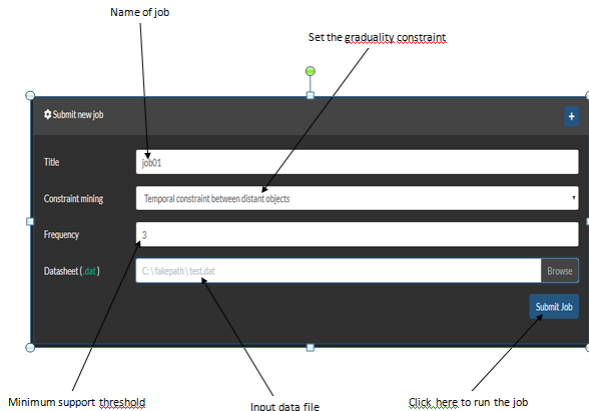 Name of job
Set the graduality constraint
Submit new job
+
Title
job01
Constraint mining
Temporal constraint between distant objects
Frequency
3
Datasheet (.dat)
C:\fakepath\test.dat
Browse
Submit Job
Minimum support threshold
Input data file
Click here to run the job